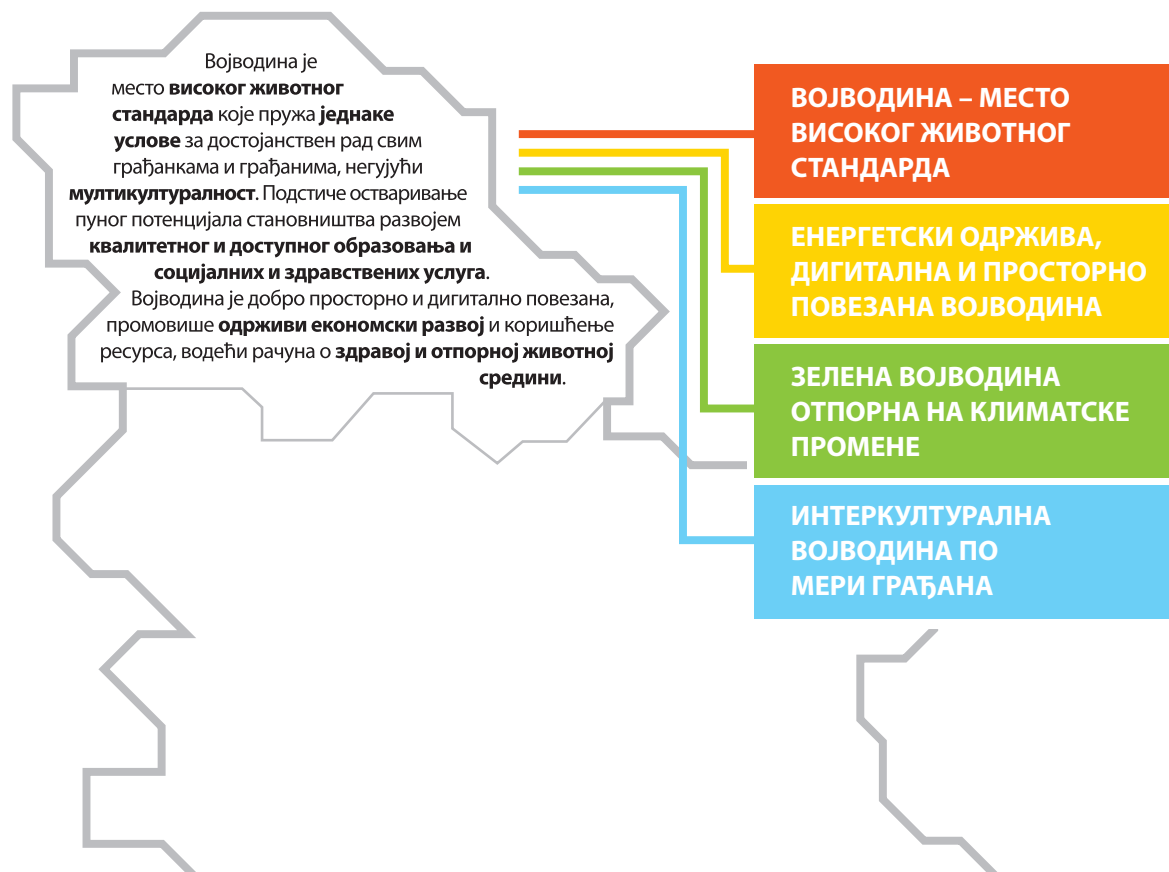 Војводина је
место високог животног
стандарда које пружа једнаке
услове за достојанствен рад свим
грађанкама и грађанима, негујући
мултикултуралност. Подстиче остваривање
пуног потенцијала становништва развојем
квалитетног и доступног образовања и
социјалних и здравствених услуга.
Војводина је добро просторно и дигитално повезана,
промовише одрживи економски развој и коришћење
ресурса, водећи рачуна о здравој и отпорној животној
средини.
ВОЈВОДИНА – МЕСТО
ВИСОКОГ ЖИВОТНОГ
СТАНДАРДА
ЕНЕРГЕТСКИ ОДРЖИВА,
ДИГИТАЛНА И ПРОСТОРНО
ПОВЕЗАНА ВОЈВОДИНА
ЗЕЛЕНА ВОЈВОДИНА
ОТПОРНА НА КЛИМАТСКЕ
ПРОМЕНЕ
ИНТЕРКУЛТУРАЛНА
ВОЈВОДИНА ПО
МЕРИ ГРАЂАНА